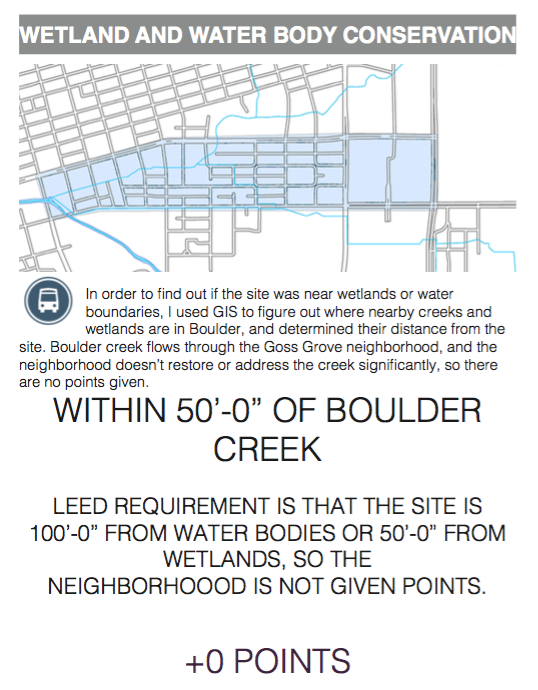 WETLAND AND WATER BODY CONSERVATION
In order to find out if the site was near wetlands or water
boundaries, I used GIS to figure out where nearby creeks and
wetlands are in Boulder, and determined their distance from the
site. Boulder creek flows through the Goss Grove neighborhood, and the
neighborhood doesn't restore or address the creek significantly, so there
are no points given.
WITHIN 50'-0” OF BOULDER
CREEK
LEED REQUIREMENT IS THAT THE SITE IS
100'-0” FROM WATER BODIES OR 50'-0” FROM
WETLANDS, SO THE
NEIGHBORHOOOD IS NOT GIVEN POINTS.
+0 POINTS